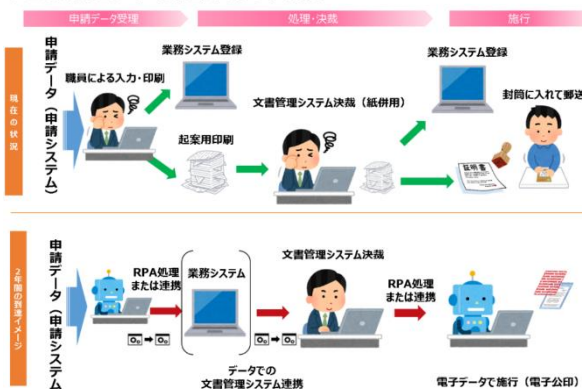 申請データ受理
処理・決裁
施行
現在の状況
申請データ（申請システム）
職員による入力・印刷
業務システム登録
起案用印刷
文書管理システム決裁（紙併用）
業務システム登録
封筒に入れて郵送
証明書
2年間の到達イメージ
申請データ（申請システム
RPA処理
または連携
業務システム
データでの
文書管理システム連携
文書管理システム決裁
RPA処理
または連携
電子データで施行（電子公印）